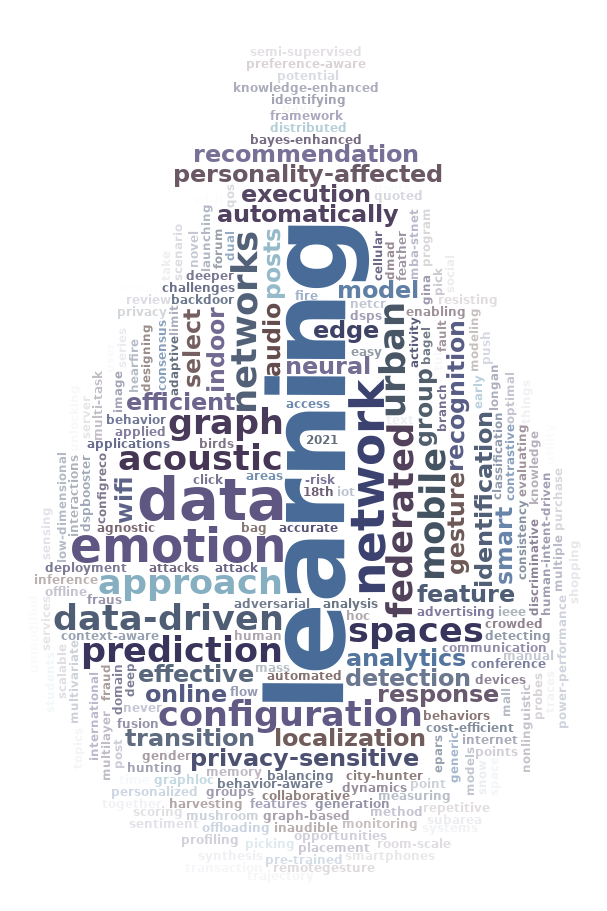 semi-supervised
preference-aware
potential
knowledge-enhanced
identifying
framework
distributed
bayes-enhanced
recommendation
personality-affected
execution
quoted
automatically
qos
take
scenario
novel
launching
forum
dual
networks
posts
learning
cellular
dmad
feather
mba-stnet
program
gina
pick
social
deeper
challenges
backdoor
review
privacy
fire
model
resisting
netcr
dsps
enabling
edge
easy
neural
audio
select
indoor
limit
adaptive
consensus
designing
hearfire
series
urban
activity
bagel
fault
group
branch
recognition
modeling
push
early
longan
optimal
things
efficient
access
behavior
applied
graph
applications
birds
2021
text
image
multi-task
server
unlocking
acoustic
click
areas
-risk
18th
iot
data
wifi
configreco
dspbooster
interactions
low-dimensional
sensing
network
federated
mobile
gesture
identification
classification
contrastive
smart
evaluating
consistency
knowledge
discriminative
human-intent-driven
purchase
multiple
shopping
agnostic
bag
accurate
emotion
deployment
attacks
attack
inference
approach
offline
fraus
feature
adversarial
analysis
data-driven
hoc
advertising
ieee
crowded
context-aware
human
spaces
detecting
prediction
communication
analytics
manual
mass
conference
effective
automated
detection
devices
online
flow
response
services
scalable
multivariate
topics
international
multilayer
fraud
domain
deep
post
never
configuration
behaviors
fusion
cost-efficient
transition
localization
internet
points
gender
privacy-sensitive
hunting
memory
balancing
city-hunter
epars
generic
models
snow
space
mall
nonlinguistic
probes
traces
power-performance
time
graphloc
behavior-aware
dynamics
point
personalized
groups
collaborative
measuring
together
harvesting
features
generation
repetitive
scoring
mushroom
graph-based
method
subarea
sentiment
offloading
inaudible
monitoring
systems
opportunities
profiling
picking
placement
room-scale
synthesis
pre-trained
smartphones
transaction
remotegesture
trajectory